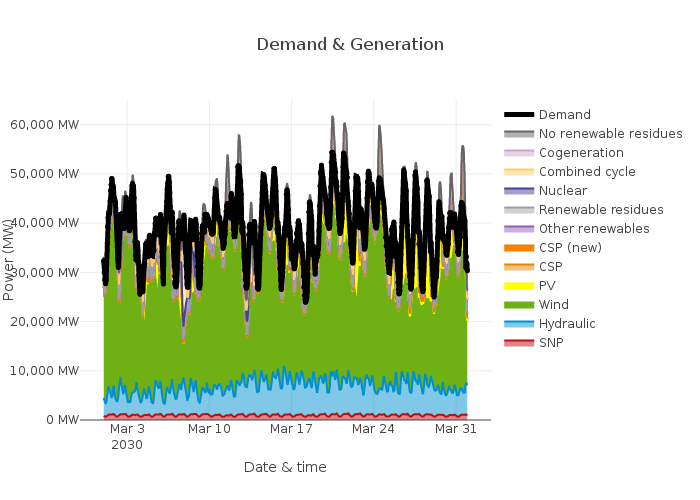 Demand & Generation
Power (MW)
60,000 MW
50,000 MW
40,000 MW
30,000 MW
20,000 MW
10,000 MW
0 MW
Mar 3
2030
Mar 10
Mar 17
Mar 24
Mar 31
Date & time
Demand
No renewable residues
Cogeneration
Combined cycle
Nuclear
Renewable residues
Other renewables
CSP (new)
CSP
PV
Wind
Hydraulic
SNP